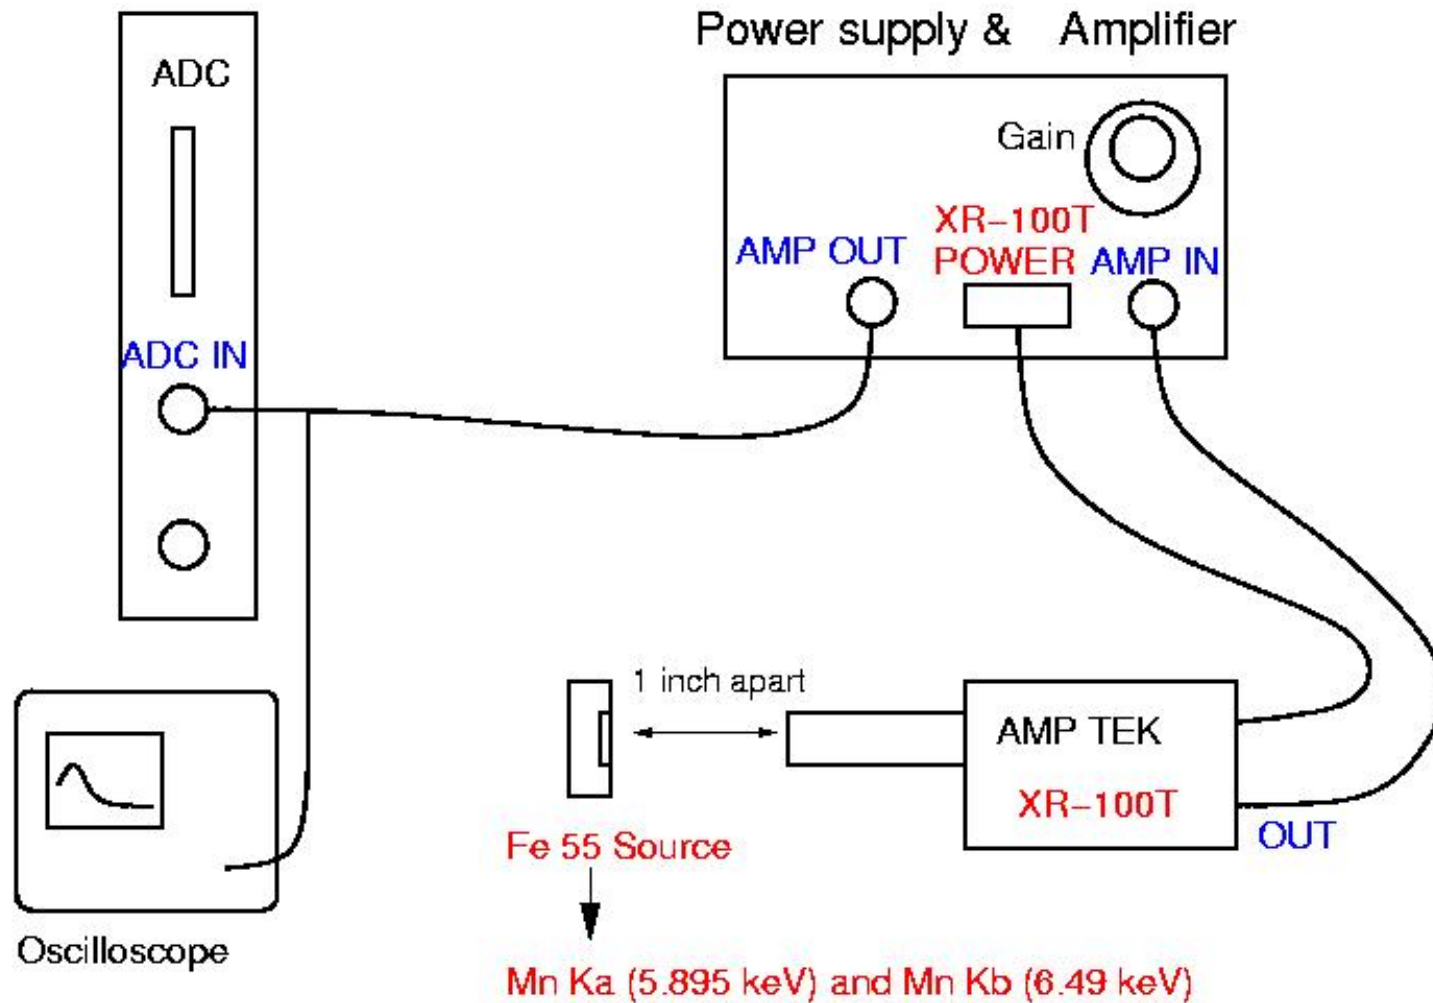 Power supply & Amplifier
ADC
Gain
XR-100T
POWER
AMP OUT
AMP IN
ADC IN
1 inch apart
AMP TEK
XR-100T
OUT
Fe 55 Source
Oscilloscope
Mn Ka (5.895 keV) and Mn Kb (6.49 keV)